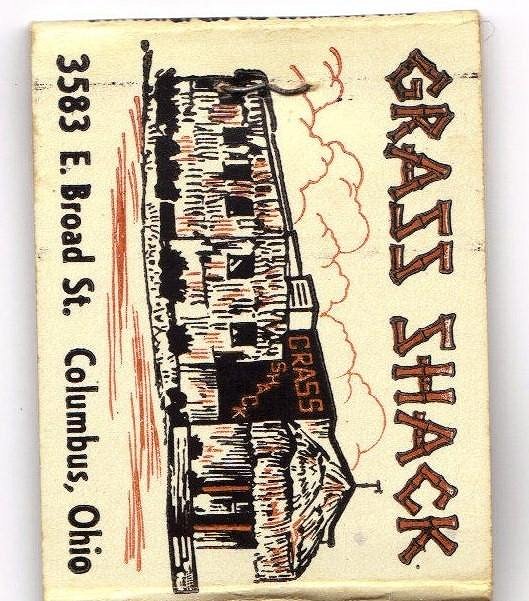 GRASS SHACK
GRASS
SHACK
3583 E. Broad St. Columbus, Ohio